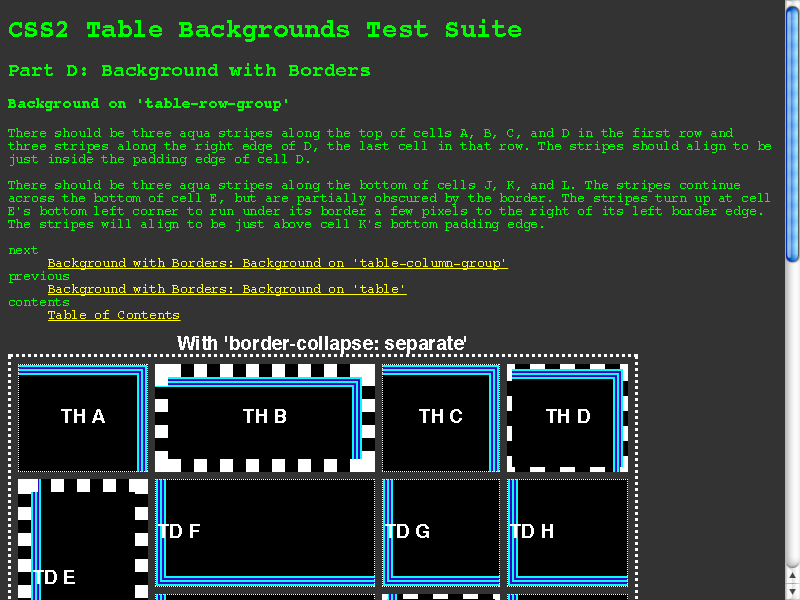 CSS2 Table Backgrounds Test Suite
Part D: Background with Borders
Background on 'table-row-group'
There should be three aqua stripes along the top of cells A, B, C, and D in the first row and
three stripes along the right edge of D, the last cell in that row. The stripes should align to be
just inside the padding edge of cell D.
There should be three aqua stripes along the bottom of cells J, K, and L. The stripes continue
across the bottom of cell E, but are partially obscured by the border. The stripes turn up at cell
E's bottom left corner to run under its border a few pixels to the right of its left border edge.
The stripes will align to be just above cell K's bottom padding edge.
next
Background with Borders: Background on 'table-column-group'
previous
Background with Borders: Background on 'table'
contents
Table of Contents
With 'border-collapse: separate'
TH A TH B TH C TH D
TD F TD G TD H
TD E